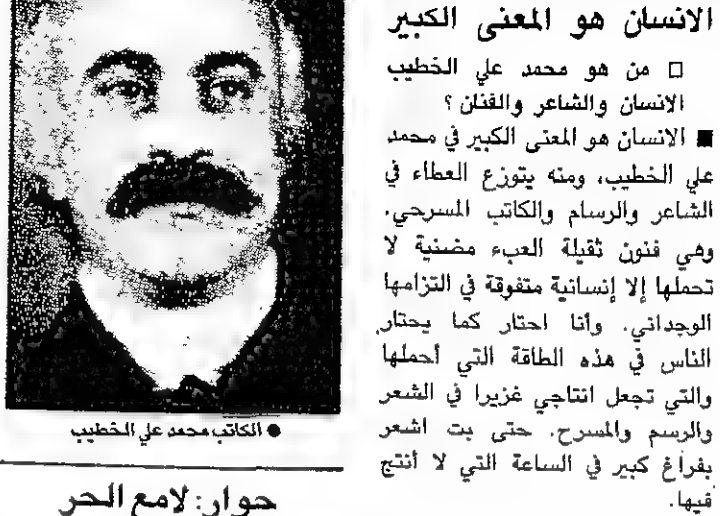 الانسان هو المعنى الكبير
□ من هو محمد علي الخطيب
الانسان والشاعر والفنان ؟
■ الانسان هو المعنى الكبير في محمد
علي الخطيب، ومنه يتوزع العطاء في
الشاعر والرسام والكاتب المسرحي.
وهي فنون ثقيلة العبء مضنية لا
تحملها إلا إنسانية متفوقة في التزامها
الوجداني. وأنا احتار كما يحتار
الناس في هذه الطاقة التي أحملها
والتي تجعل انتاجي غزيرا في الشعر
والرسم والمسرح. حتى بت اشعر
بفراغ كبير في الساعة التي لا أنتج
فيها.
● الكاتب محمد علي الخطيب
حوار: لامع الحر